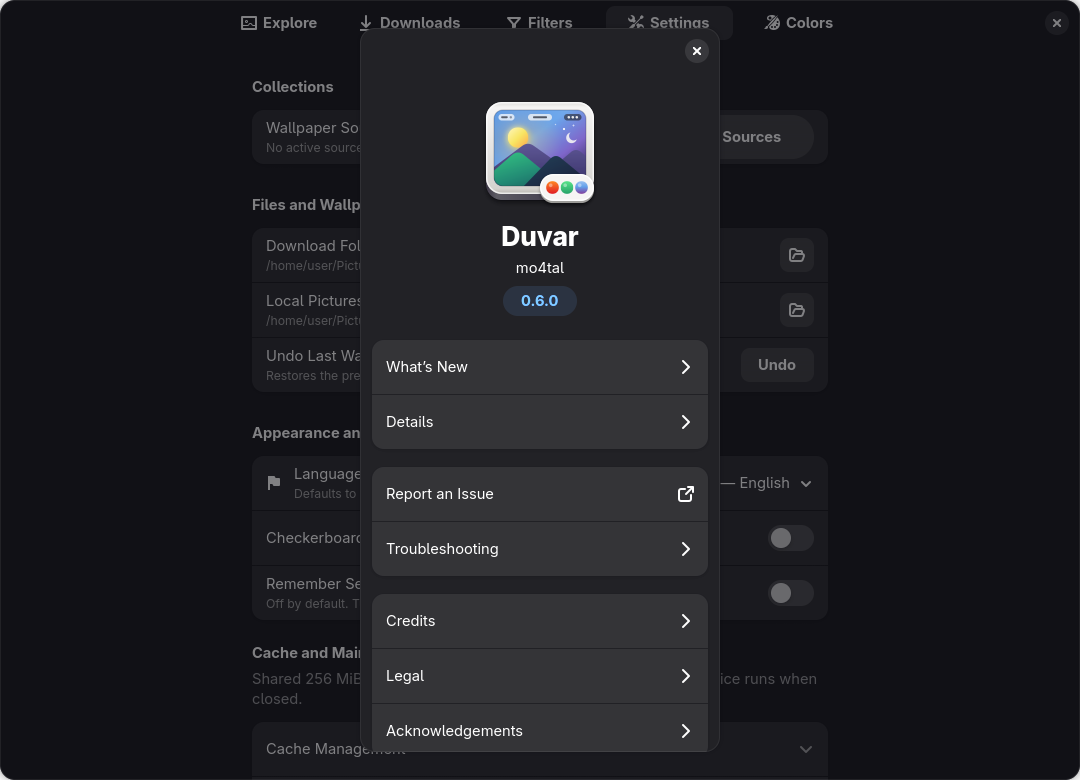 Explore
Downloads
Filters
Settings
Colors
Collections
Wallpaper So
No active source
Sources
Files and Wallp
Download Fol
/home/user/Pictu
Local Pictures
/home/user/Pictu
Undo Last Wa
Restores the pre
Undo
Appearance an
Language
Defaults to
— English
Checkerboard
Remember Se
Off by default. T
Cache and Mai
Shared 256 MiB
ice runs when
closed.
Cache Management
Duvar
mo4tal
0.6.0
What’s New
Details
Report an Issue
Troubleshooting
Credits
Legal
Acknowledgements